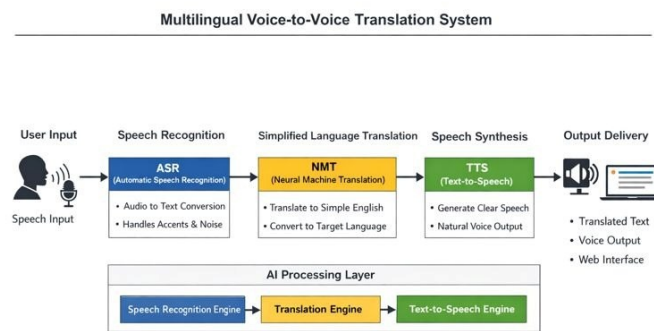 Multilingual Voice-to-Voice Translation System
User Input
Speech Input
Speech Recognition
ASR
(Automatic Speech Recognition)
• Audio to Text Conversion
• Handles Accents & Noise
Simplified Language Translation
NMT
(Neural Machine Translation)
• Translate to Simple English
• Convert to Target Language
Speech Synthesis
TTS
(Text-to-Speech)
• Generate Clear Speech
• Natural Voice Output
Output Delivery
• Translated Text
• Voice Output
• Web Interface
AI Processing Layer
Speech Recognition Engine
Translation Engine
Text-to-Speech Engine